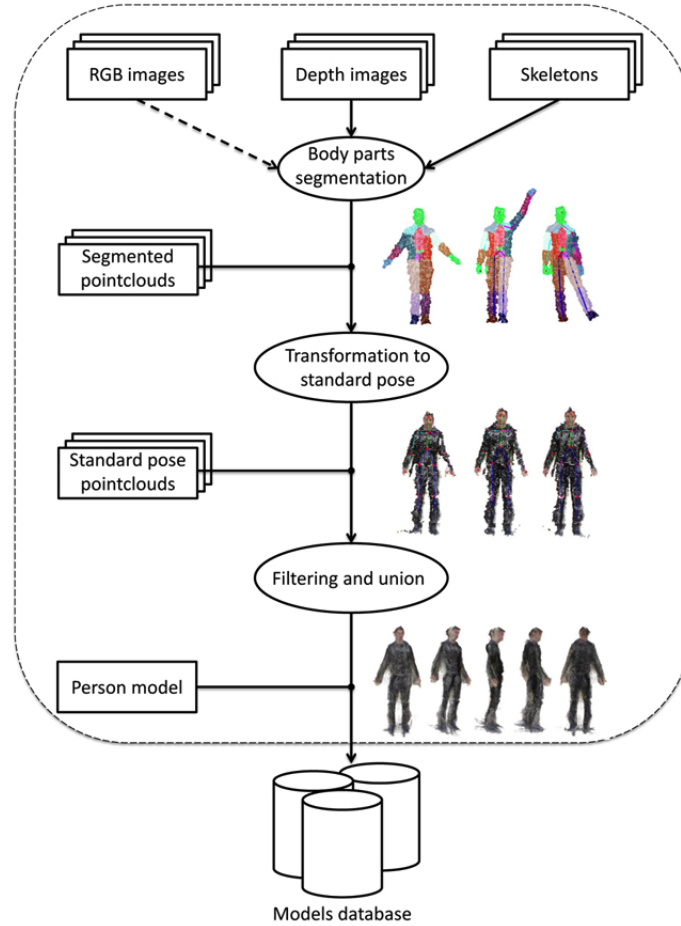 RGB images
Depth images
Skeletons
Body parts
segmentation
Segmented
pointclouds
Transformation to
standard pose
Standard pose
pointclouds
Filtering and union
Person model
Models database